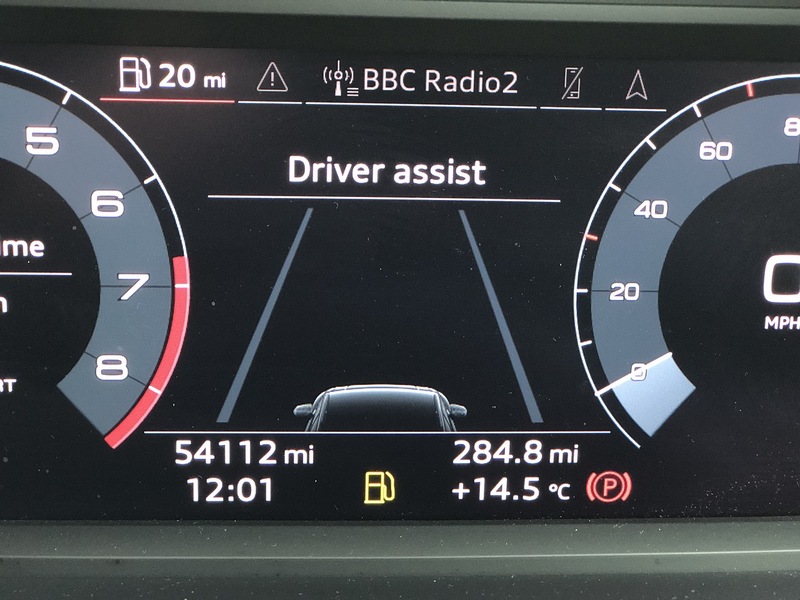 20 mi
BBC Radio2
Driver assist
5
6
7
8
20
40
60
MPH
54112 mi
284.8 mi
12:01
+14.5 °C
P
0